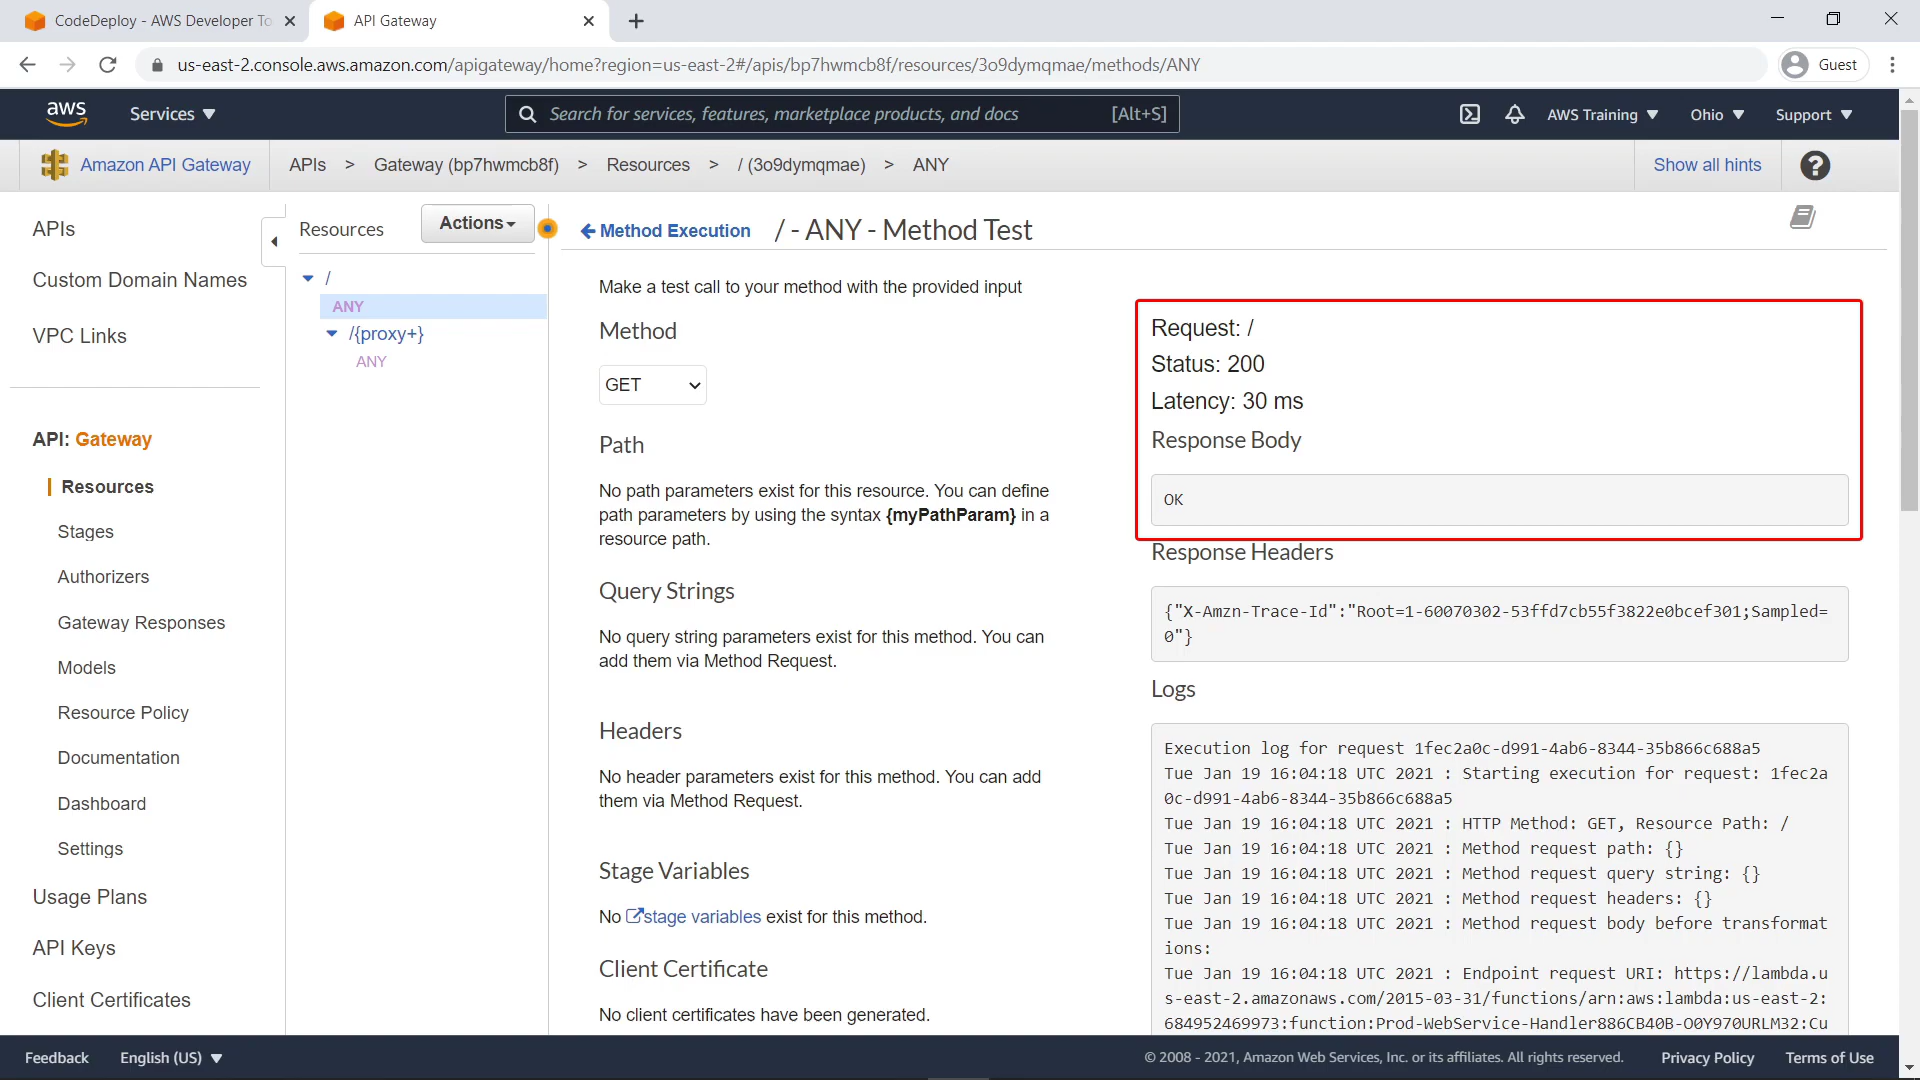 CodeDeploy - AWS Developer To
API Gateway
us-east-2.console.aws.amazon.com/apigateway/home?region=us-east-2#/apis/bp7hwmcb8f/resources/3o9dymqmae/methods/ANY
Guest
aws
Services
Search for services, features, marketplace products, and docs
[Alt+S]
AWS Training
Ohio
Support
Amazon API Gateway
APIs > Gateway (bp7hwmcb8f) > Resources > / (3o9dymqmae) > ANY
Show all hints
?
APIs
Custom Domain Names
VPC Links
API: Gateway
Resources
Stages
Authorizers
Gateway Responses
Models
Resource Policy
Documentation
Dashboard
Settings
Usage Plans
API Keys
Client Certificates
Resources
Actions
/
ANY
/{proxy+}
ANY
Method Execution
/ - ANY - Method Test
Make a test call to your method with the provided input
Method
GET
Path
No path parameters exist for this resource. You can define
path parameters by using the syntax {myPathParam} in a
resource path.
Query Strings
No query string parameters exist for this method. You can
add them via Method Request.
Headers
No header parameters exist for this method. You can add
them via Method Request.
Stage Variables
No stage variables exist for this method.
Client Certificate
No client certificates have been generated.
Request: /
Status: 200
Latency: 30 ms
Response Body
OK
Response Headers
{"X-Amzn-Trace-Id":"Root=1-60070302-53ffd7cb55f3822e0bcef301;Sampled=
0"}
Logs
Execution log for request 1fec2a0c-d991-4ab6-8344-35b866c688a5
Tue Jan 19 16:04:18 UTC 2021 : Starting execution for request: 1fec2a
0c-d991-4ab6-8344-35b866c688a5
Tue Jan 19 16:04:18 UTC 2021 : HTTP Method: GET, Resource Path: /
Tue Jan 19 16:04:18 UTC 2021 : Method request path: {}
Tue Jan 19 16:04:18 UTC 2021 : Method request query string: {}
Tue Jan 19 16:04:18 UTC 2021 : Method request headers: {}
Tue Jan 19 16:04:18 UTC 2021 : Method request body before transformat
ions:
Tue Jan 19 16:04:18 UTC 2021 : Endpoint request URI: https://lambda.u
s-east-2.amazonaws.com/2015-03-31/functions/arn:aws:lambda:us-east-2:
684952469973:function:Prod-WebService-Handler886CB40B-O0Y970URLM32:Cu
Feedback
English (US)
© 2008 - 2021, Amazon Web Services, Inc. or its affiliates. All rights reserved.
Privacy Policy
Terms of Use